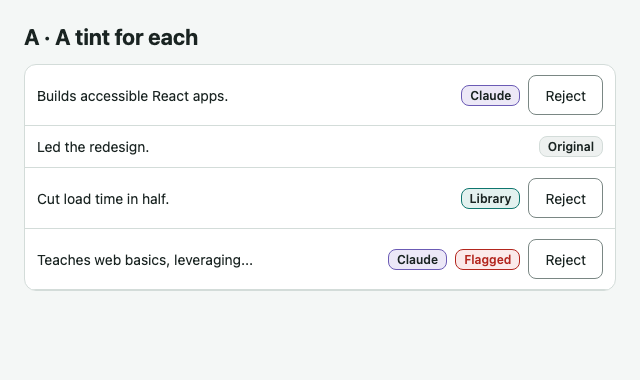 A · A tint for each
Builds accessible React apps. Claude Reject
Led the redesign. Original
Cut load time in half. Library Reject
Teaches web basics, leveraging... Claude Flagged Reject